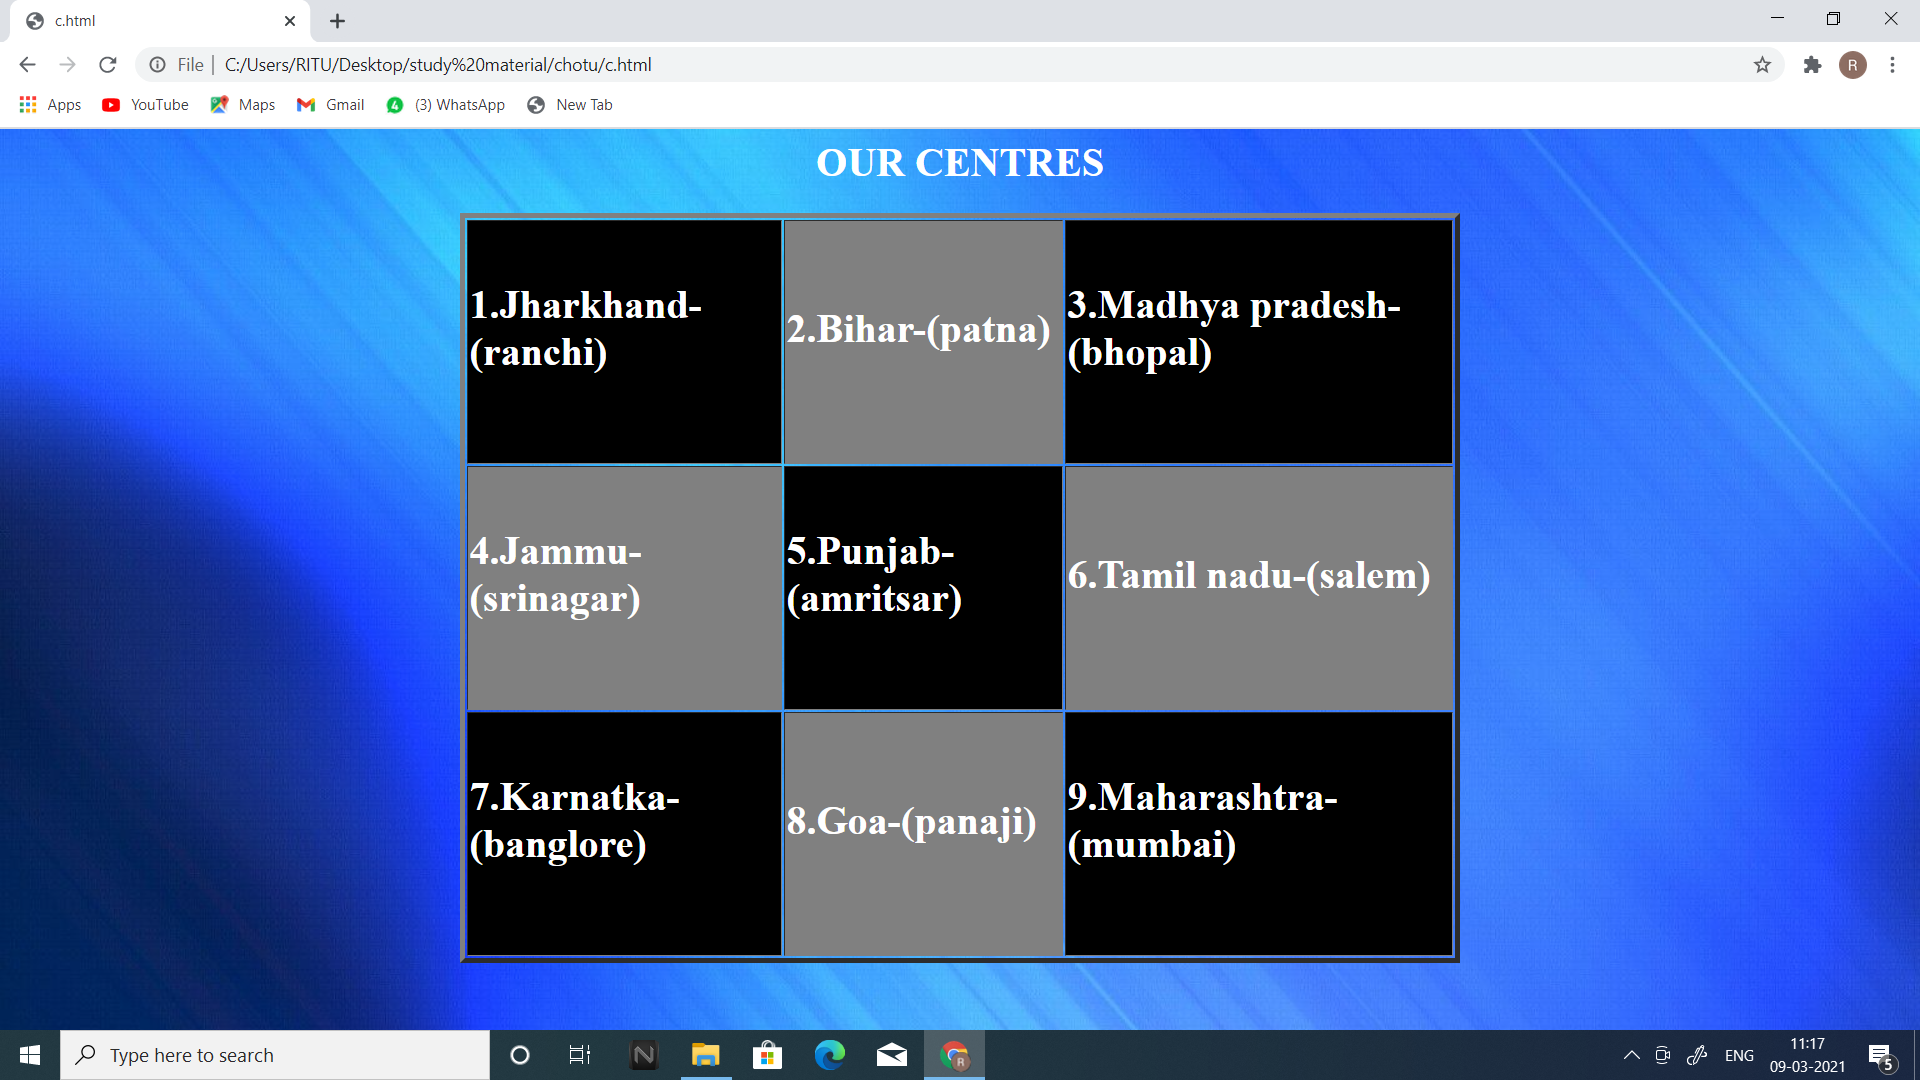 c.html
File
C:/Users/RITU/Desktop/study%20material/chotu/c.html
R
Apps
YouTube
Maps
Gmail
4
(3) WhatsApp
New Tab
OUR CENTRES
1.Jharkhand-
(ranchi)
2.Bihar-(patna)
3.Madhya pradesh-
(bhopal)
4.Jammu-
(srinagar)
5.Punjab-
(amritsar)
6.Tamil nadu-(salem)
7.Karnatka-
(banglore)
8.Goa-(panaji)
9.Maharashtra-
(mumbai)
Type here to search
N
R
ENG
11:17
09-03-2021
5